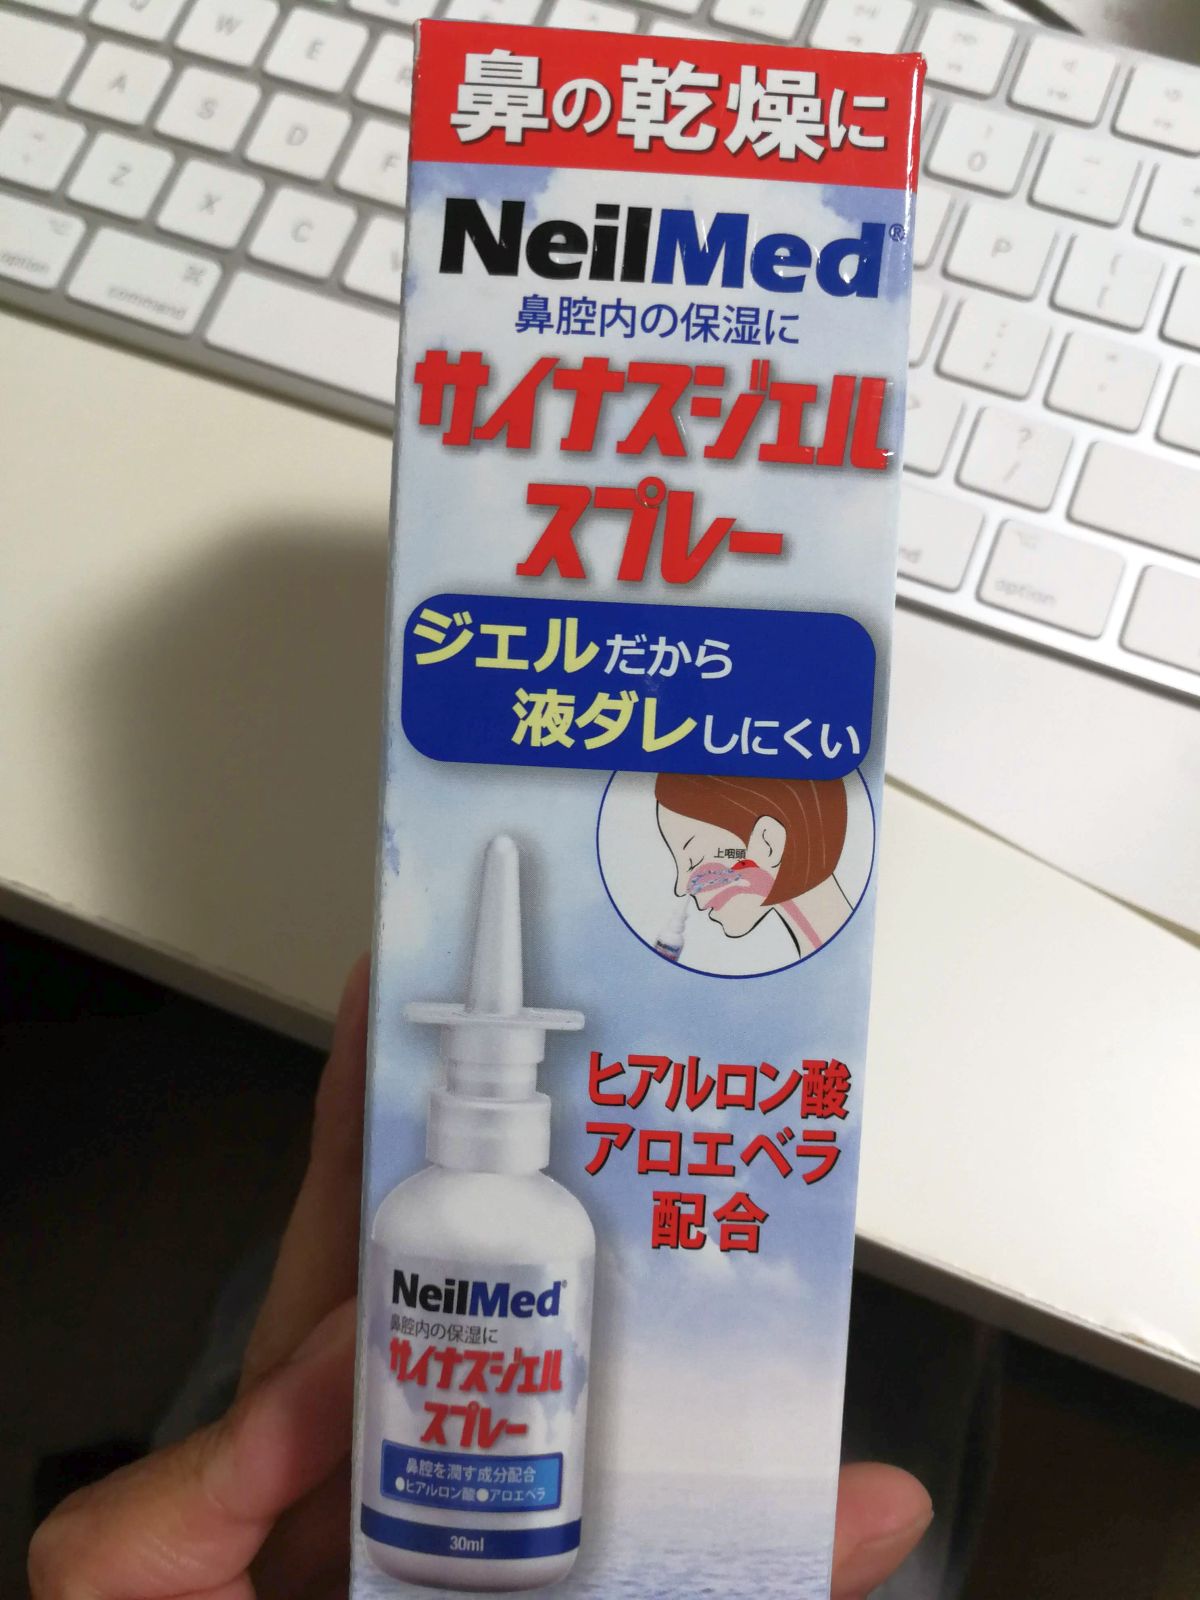 鼻の乾燥に
NeilMed®
鼻腔内の保湿に
サイナスジェル
スプレー
ジェルだから
液ダレしにくい
上咽頭
NeilMed
ヒアルロン酸
アロエベラ
配合
NeilMed®
鼻腔内の保湿に
サイナスジェル
スプレー
鼻腔を潤す成分配合
●ヒアルロン酸●アロエベラ
30ml
W
E
A
S
D
F
Z
X
C
P
option
command
option